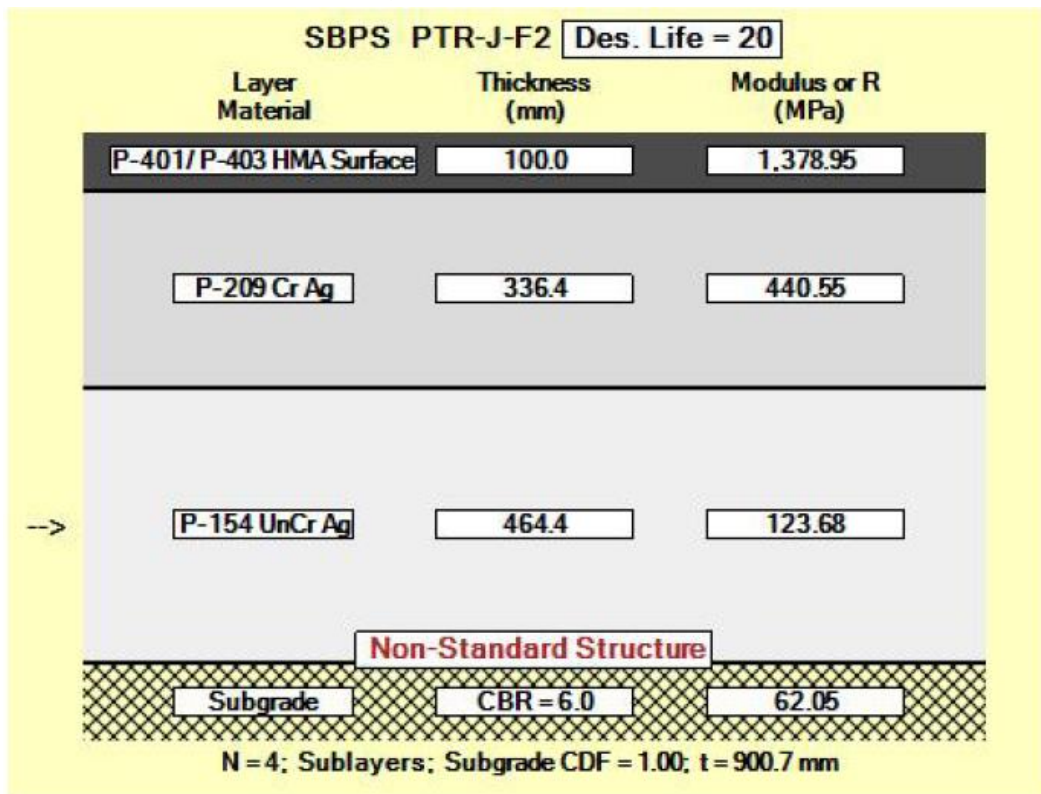 SBPS PTR-J-F2 Des. Life = 20
Layer Material Thickness (mm) Modulus or R (MPa)
P-401/ P-403 HMA Surface 100.0 1,378.95
P-209 Cr Ag 336.4 440.55
--> P-154 UnCr Ag 464.4 123.68
Non-Standard Structure
Subgrade CBR = 6.0 62.05
N = 4; Sublayers; Subgrade CDF = 1.00; t = 900.7 mm